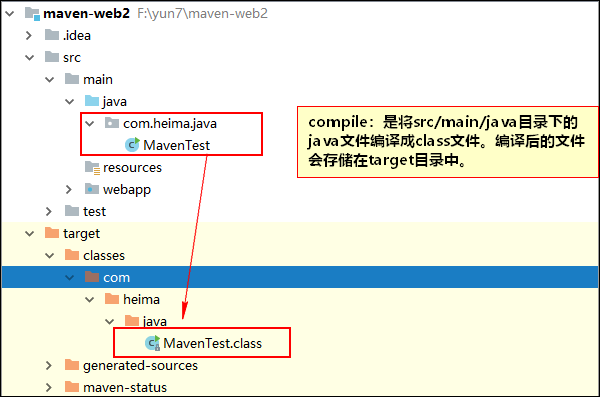 maven-web2 F:\yun7\maven-web2
.idea
src
main
java
com.heima.java
MavenTest
resources
webapp
test
target
classes
com
heima
java
MavenTest.class
generated-sources
maven-status
compile：是将src/main/java目录下的
java文件编译成class文件。编译后的文件
会存储在target目录中。